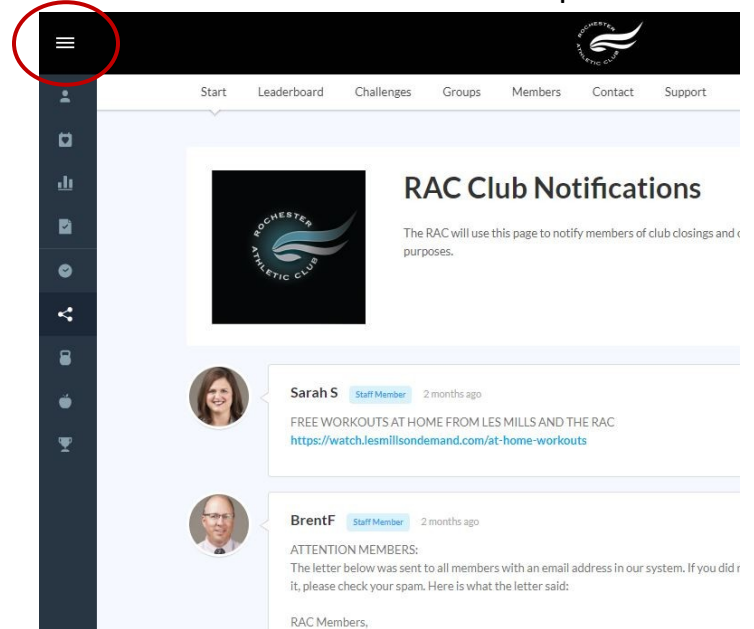 ROCHESTER
ATHLETIC CLUB
Start Leaderboard Challenges Groups Members Contact Support
ROCHESTER
ATHLETIC CLUB
RAC Club Notifications
The RAC will use this page to notify members of club closings and
purposes.
Sarah S Staff Member 2 months ago
FREE WORKOUTS AT HOME FROM LES MILLS AND THE RAC
https://watch.lesmillsondemand.com/at-home-workouts
BrentF Staff Member 2 months ago
ATTENTION MEMBERS:
The letter below was sent to all members with an email address in our system. If you did
it, please check your spam. Here is what the letter said:
RAC Members,